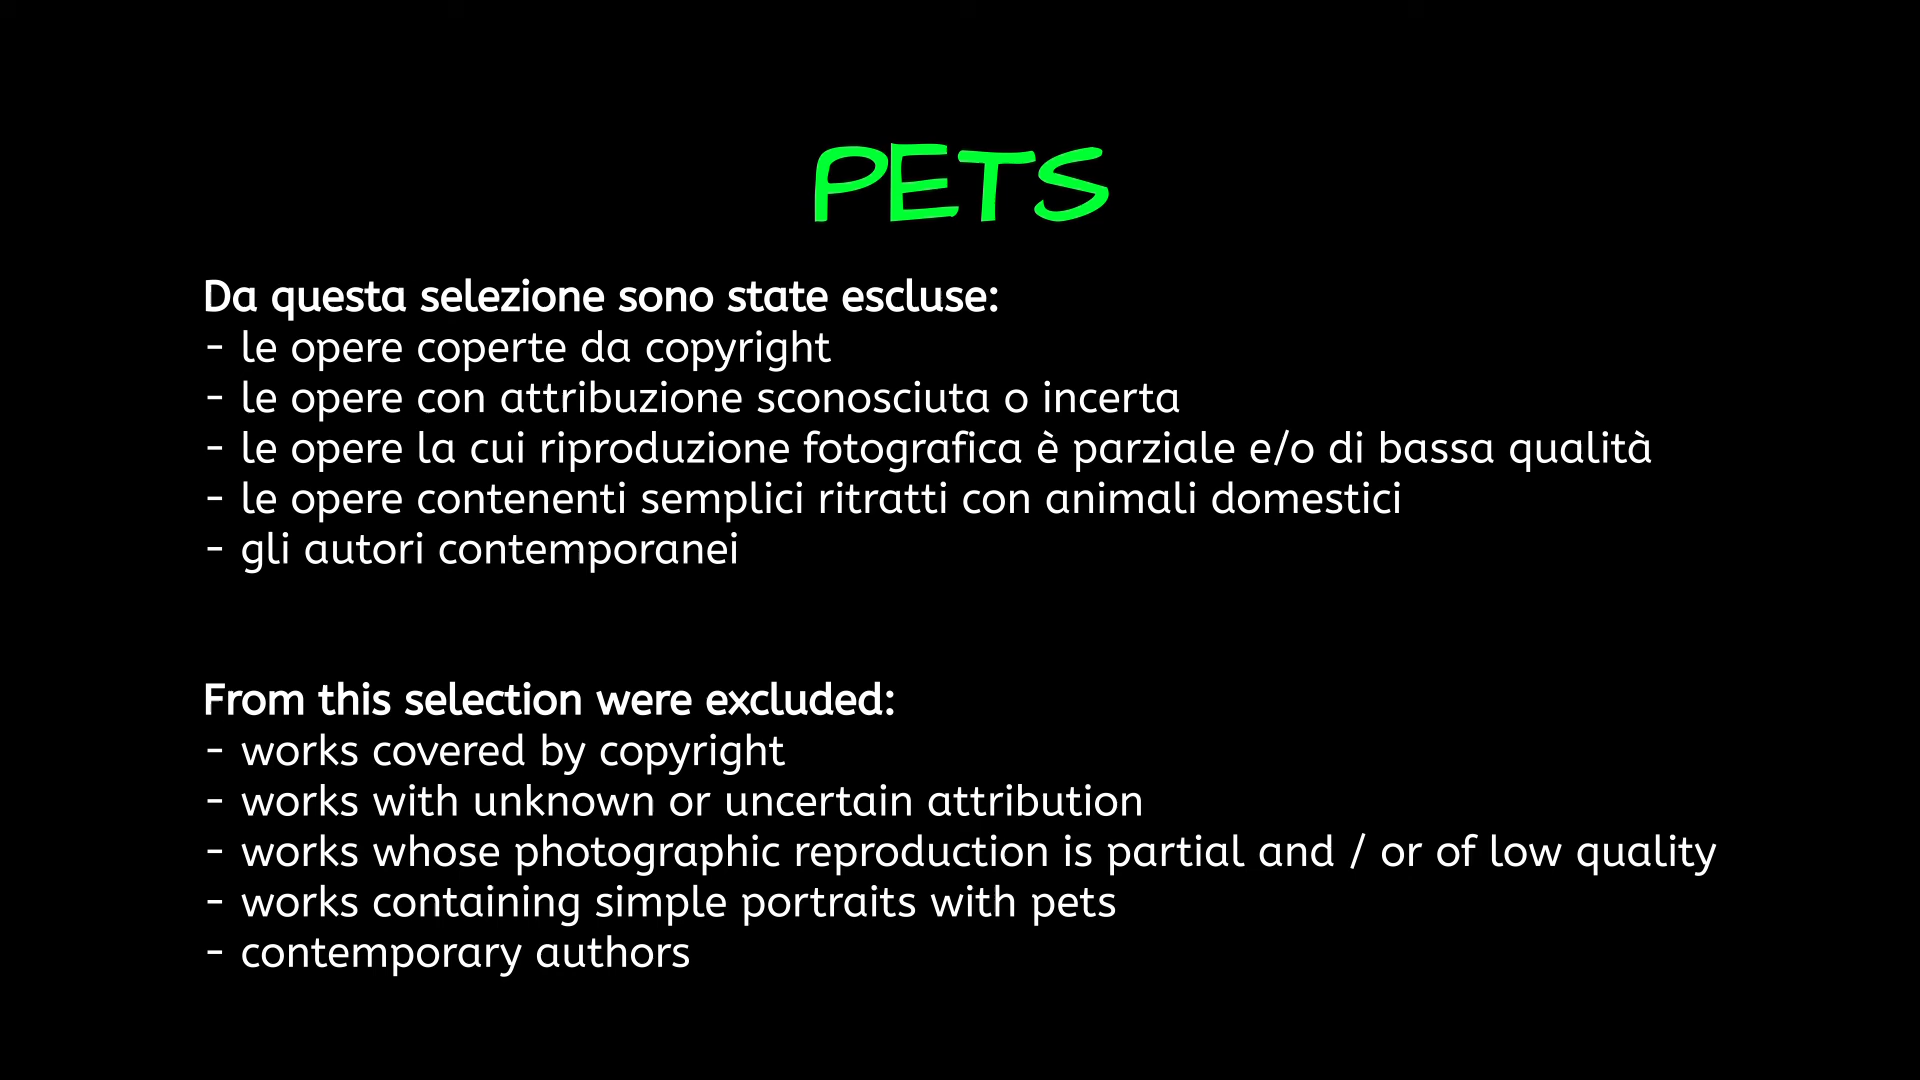 PETS
Da questa selezione sono state escluse:
- le opere coperte da copyright
- le opere con attribuzione sconosciuta o incerta
- le opere la cui riproduzione fotografica è parziale e/o di bassa qualità
- le opere contenenti semplici ritratti con animali domestici
- gli autori contemporanei
From this selection were excluded:
- works covered by copyright
- works with unknown or uncertain attribution
- works whose photographic reproduction is partial and / or of low quality
- works containing simple portraits with pets
- contemporary authors